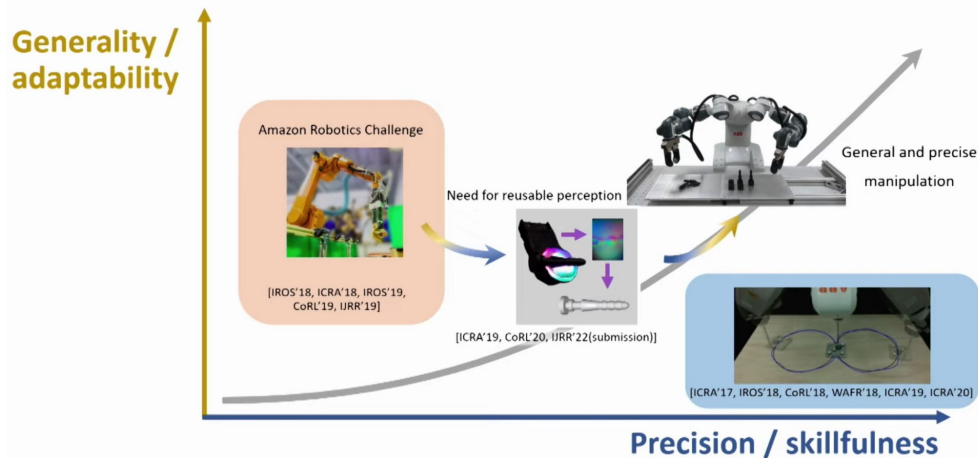 Generality /
adaptability
Amazon Robotics Challenge
[IROS'18, ICRA'18, IROS'19,
CoRL'19, IJRR'19]
Need for reusable perception
[ICRA'19, CoRL'20, IJRR'22(submission)]
ABB
General and precise
manipulation
[ICRA'17, IROS'18, CoRL'18, WAFR'18, ICRA'19, ICRA'20]
Precision / skillfulness